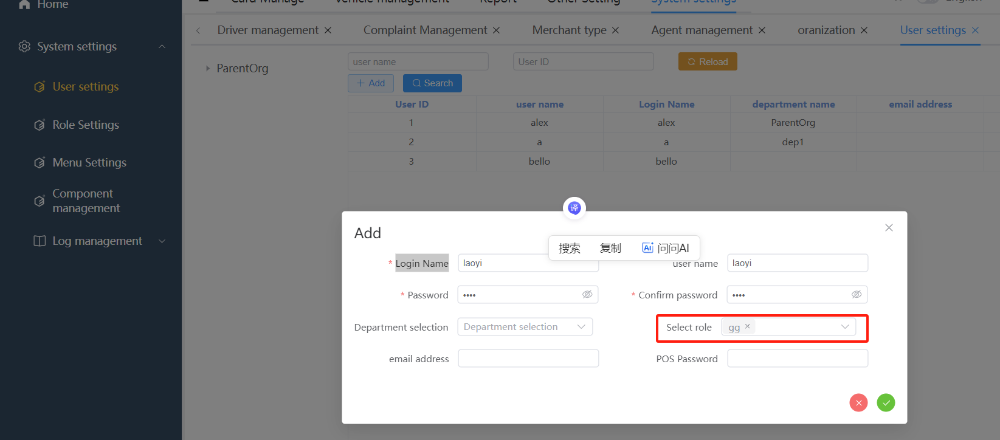 Home
Card Manage Vehicle management Report Other Setting System settings English
Driver management Complaint Management Merchant type Agent management oranization User settings
System settings
ParentOrg
user name User ID Reload
Add Search
User settings
User ID user name Login Name department name email address
1 alex alex ParentOrg
2 a a dep1
3 bello bello
Role Settings
Menu Settings
Component
management
Log management
译
Add
搜索 复制 AI 问问AI
* Login Name laoyi user name laoyi
* Password •••• * Confirm password ••••
Department selection Department selection Select role gg
email address POS Password